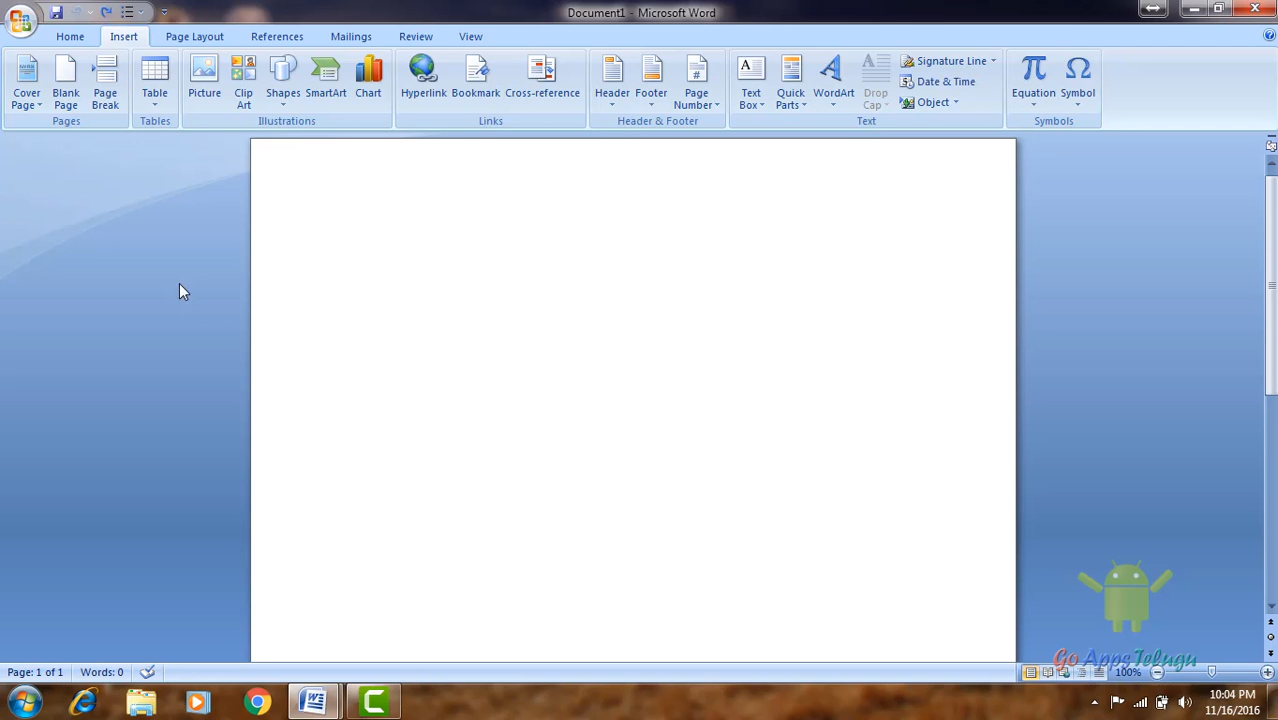 Document1 - Microsoft Word
Home Insert Page Layout References Mailings Review View
Cover Page
Blank Page
Page Break
Table
Picture
Clip Art
Shapes
SmartArt
Chart
Hyperlink
Bookmark
Cross-reference
Header
Footer
Page Number
Text Box
Quick Parts
WordArt
Drop Cap
Signature Line
Date & Time
Object
Equation
Symbol
Pages Tables Illustrations Links Header & Footer Text Symbols
Go Apps Telugu
Page: 1 of 1 Words: 0 100%
10:04 PM
11/16/2016